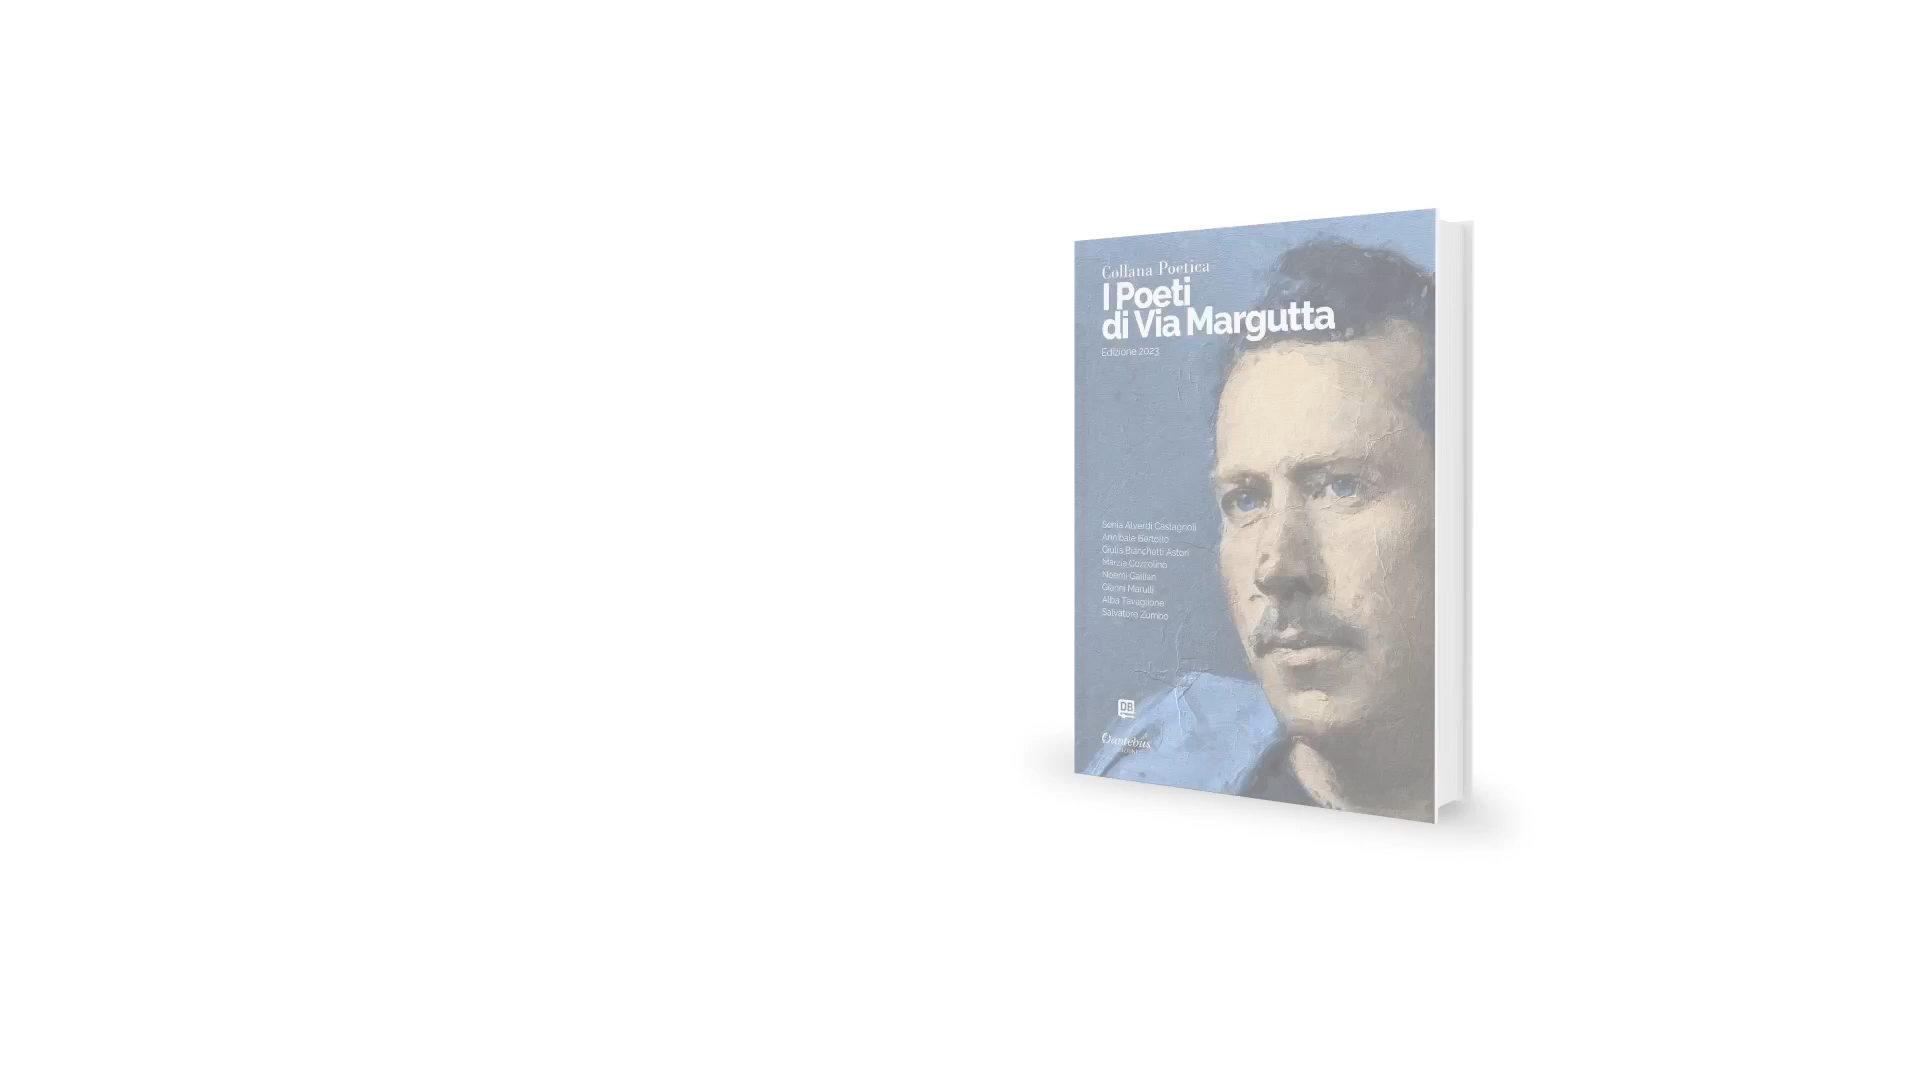 Collana Poetica
I Poeti
di Via Margutta
Edizione 2023
Sonia Alverdi Castagnoli
Annibale Bertollo
Giulia Bianchetti Astori
Marzia Cozzolino
Noemi Gallian
Gianni Marulli
Alba Tavaglione
Salvatore Zumbo
DB
Dantebus